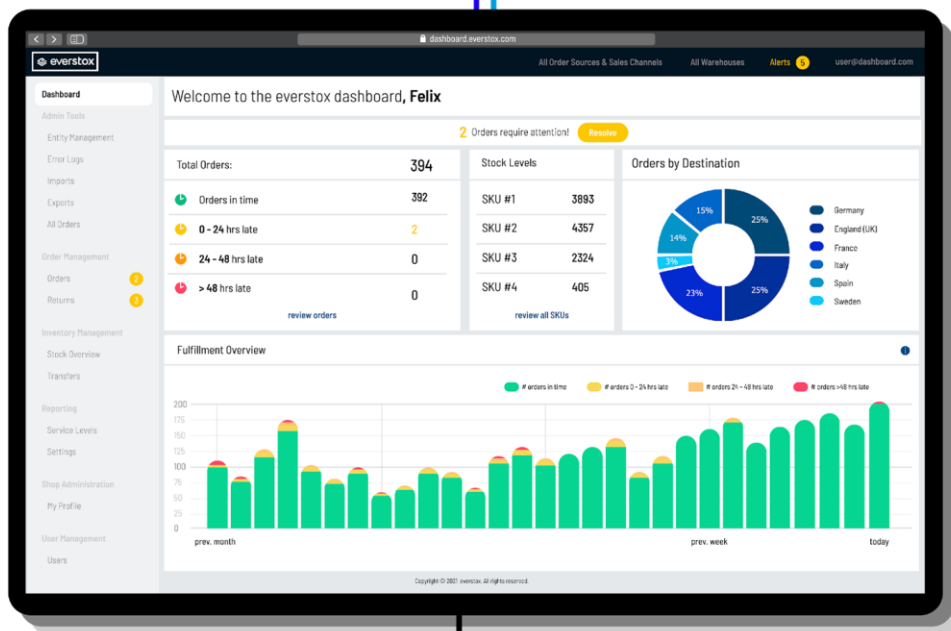 dashboard.everstox.com
everstox
All Order Sources & Sales Channels
All Warehouses
Alerts 5
user@dashboard.com
Dashboard
Admin Tools
Entity Management
Error Logs
Imports
Exports
All Orders
Order Management
Orders 2
Returns 2
Inventory Management
Stock Overview
Transfers
Reporting
Service Levels
Settings
Shop Administration
My Profile
User Management
Users
Welcome to the everstox dashboard, Felix
2 Orders require attention! Resolve
Total Orders: 394
Orders in time 392
0 - 24 hrs late 2
24 - 48 hrs late 0
> 48 hrs late 0
review orders
Stock Levels
SKU #1 3893
SKU #2 4357
SKU #3 2324
SKU #4 405
review all SKUs
Orders by Destination
25%
25%
23%
3%
14%
15%
Germany
England (UK)
France
Italy
Spain
Sweden
Fulfillment Overview
# orders in time
# orders 0 - 24 hrs late
# orders 24 - 48 hrs late
# orders >48 hrs late
200
175
150
125
100
75
50
25
0
prev. month
prev. week
today
Copyright © 2021 everstox. All rights reserved.